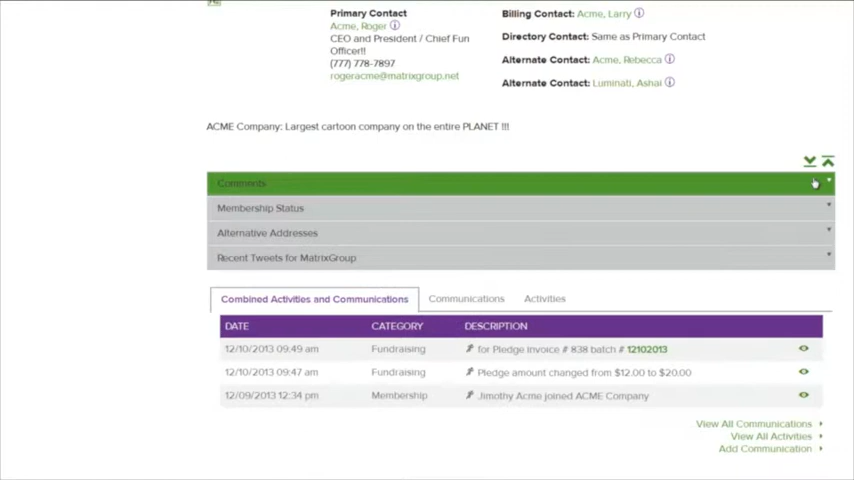 Primary Contact
Acme, Roger
CEO and President / Chief Fun
Officer!!
(777) 778-7897
rogeracme@matrixgroup.net
Billing Contact: Acme, Larry
Directory Contact: Same as Primary Contact
Alternate Contact: Acme, Rebecca
Alternate Contact: Luminati, Ashai
ACME Company: Largest cartoon company on the entire PLANET !!!
Comments
Membership Status
Alternative Addresses
Recent Tweets for MatrixGroup
Combined Activities and Communications Communications Activities
DATE CATEGORY DESCRIPTION
12/10/2013 09:49 am Fundraising for Pledge Invoice # 838 batch # 12102013
12/10/2013 09:47 am Fundraising Pledge amount changed from $12.00 to $20.00
12/09/2013 12:34 pm Membership Jimothy Acme joined ACME Company
View All Communications
View All Activities
Add Communication